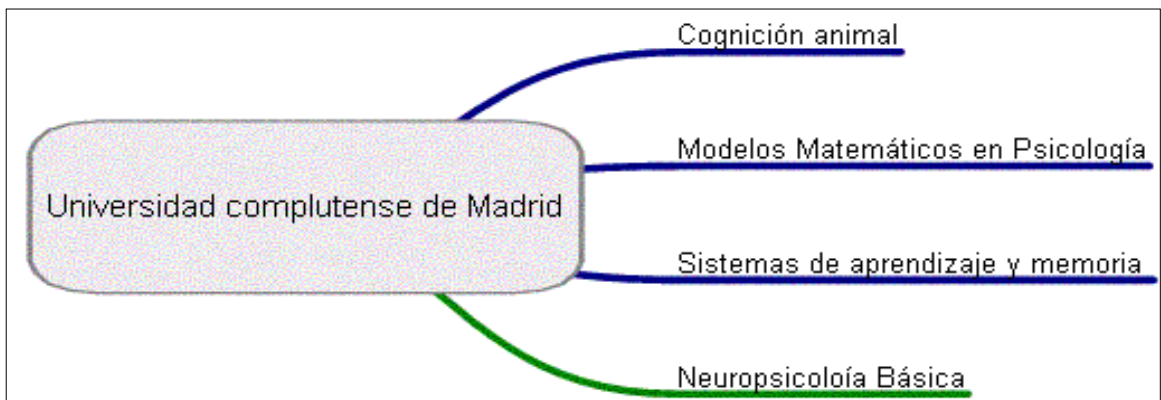 Cognición animal
Modelos Matemáticos en Psicología
Universidad complutense de Madrid
Sistemas de aprendizaje y memoria
Neuropsicoloía Básica